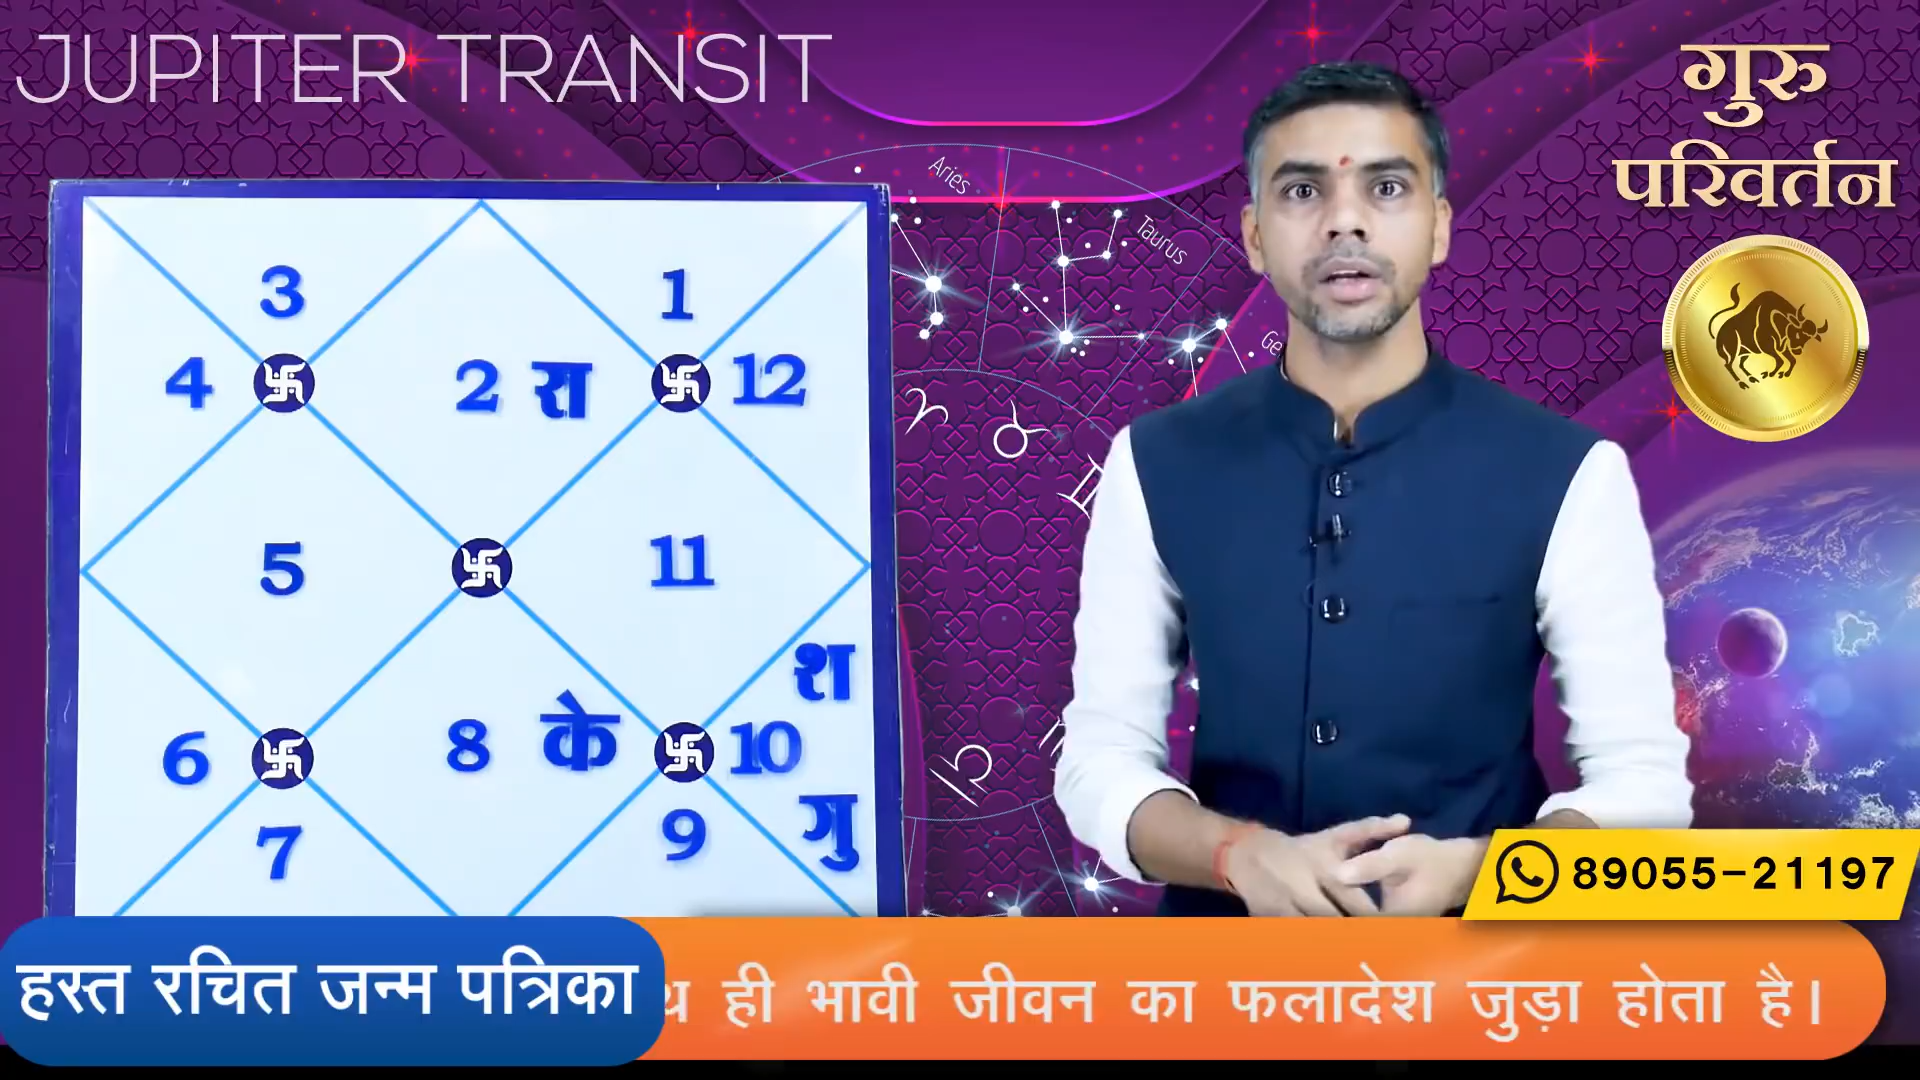 JUPITER TRANSIT
गुरु
परिवर्तन
Aries
Taurus
3
1
4
2 रा
12
5
11
श
6
8 के
10
7
9
गु
89055-21197
हस्त रचित जन्म पत्रिका
ही भावी जीवन का फलादेश जुड़ा होता है।